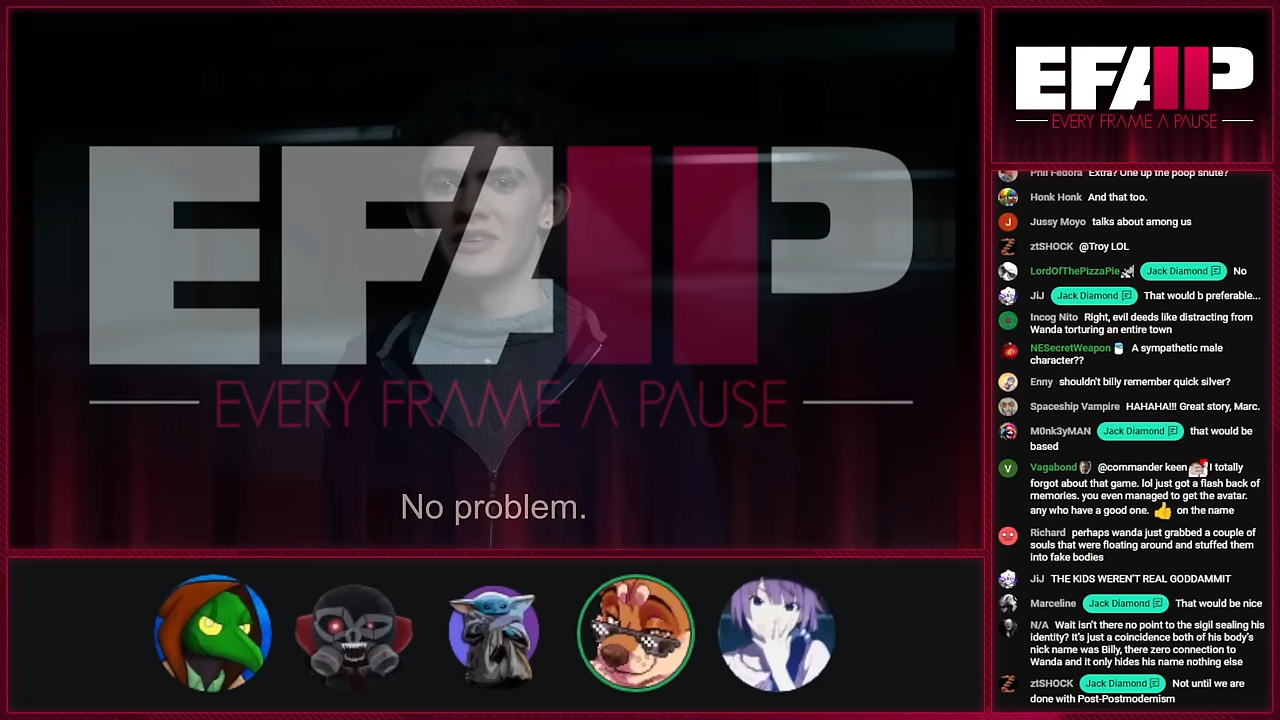 EFAP
EVERY FRAME A PAUSE
No problem.
EFAP
EVERY FRAME A PAUSE
Phil Fedora Extra? One up the poop shute?
Honk Honk And that too.
J
Jussy Moyo talks about among us
ztSHOCK @Troy LOL
LordOfThePizzaPie Jack Diamond No
JiJ Jack Diamond That would b preferable...
Incog Nito Right, evil deeds like distracting from
Wanda torturing an entire town
NESecretWeapon A sympathetic male
character??
Enny shouldn't billy remember quick silver?
Spaceship Vampire HAHAHA!!! Great story, Marc.
M0nk3yMAN Jack Diamond that would be
based
V
Vagabond @commander keen I totally
forgot about that game. lol just got a flash back of
memories. you even managed to get the avatar.
any who have a good one. 👍 on the name
Richard perhaps wanda just grabbed a couple of
souls that were floating around and stuffed them
into fake bodies
JiJ THE KIDS WEREN'T REAL GODDAMMIT
Marceline Jack Diamond That would be nice
N/A Wait isn't there no point to the sigil sealing his
identity? it's just a coincidence both of his body's
nick name was Billy, there zero connection to
Wanda and it only hides his name nothing else
ztSHOCK Jack Diamond Not until we are
done with Post-Postmodernism